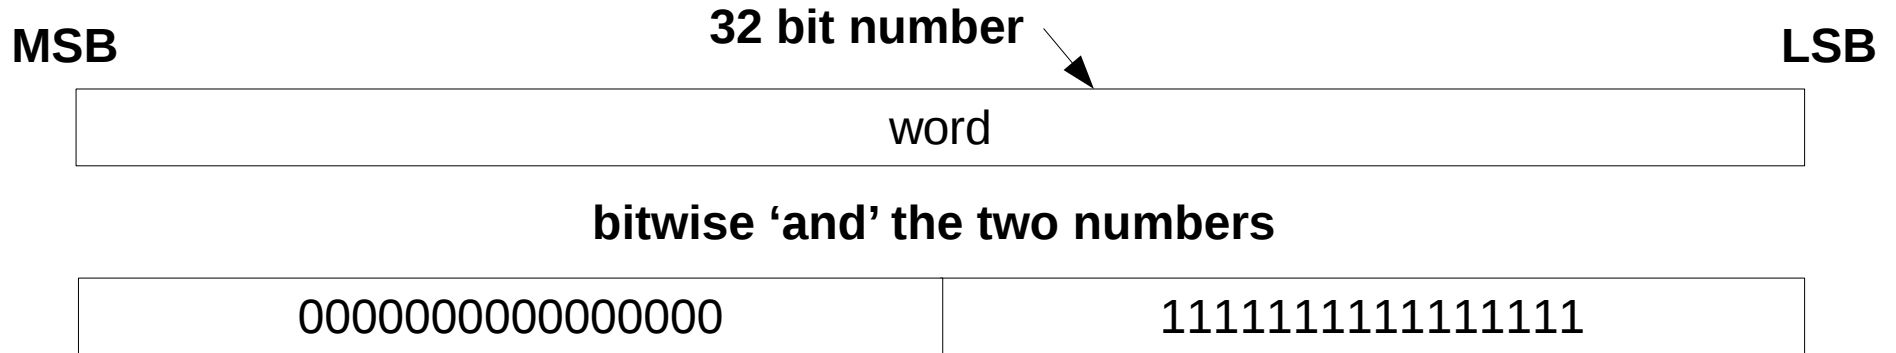 32 bit number
MSB
LSB
word
bitwise ‘and’ the two numbers
0000000000000000
1111111111111111